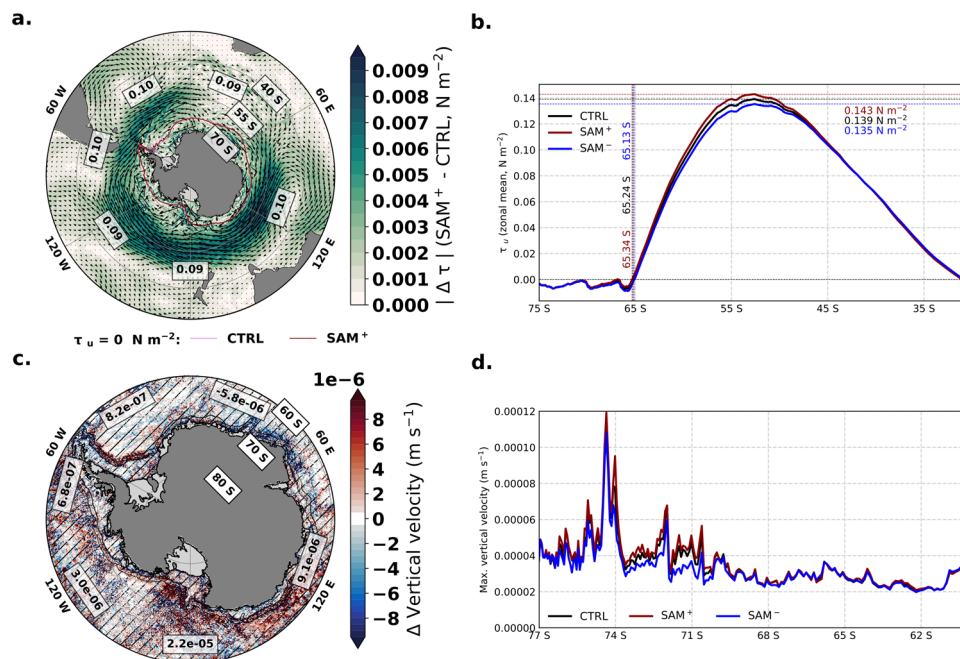 a.
60 W
60 E
120 W
120 E
0.10
0.09
40 S
55 S
70 S
0.10
0.10
0.09
0.09
0.009
0.008
0.007
0.006
0.005
0.004
0.003
0.002
0.001
0.000
| Δ τ | (SAM⁺ - CTRL, N m⁻²)
τ ᵤ = 0 N m⁻²: CTRL SAM⁺
b.
0.14
0.12
0.10
0.08
0.06
0.04
0.02
0.00
τ ᵤ (zonal mean, N m⁻²)
CTRL
SAM⁺
SAM⁻
65.13 S
65.24 S
65.34 S
0.143 N m⁻²
0.139 N m⁻²
0.135 N m⁻²
75 S 65 S 55 S 45 S 35 S
c.
60 W
60 E
120 W
120 E
8.2e-07
-5.8e-06
60 S
70 S
80 S
6.8e-07
9.1e-06
3.0e-06
2.2e-05
1e-6
8
6
4
2
0
−2
−4
−6
−8
Δ Vertical velocity (m s⁻¹)
d.
0.00012
0.00010
0.00008
0.00006
0.00004
0.00002
0.00000
Max. vertical velocity (m s⁻¹)
CTRL SAM⁺ SAM⁻
77 S 74 S 71 S 68 S 65 S 62 S